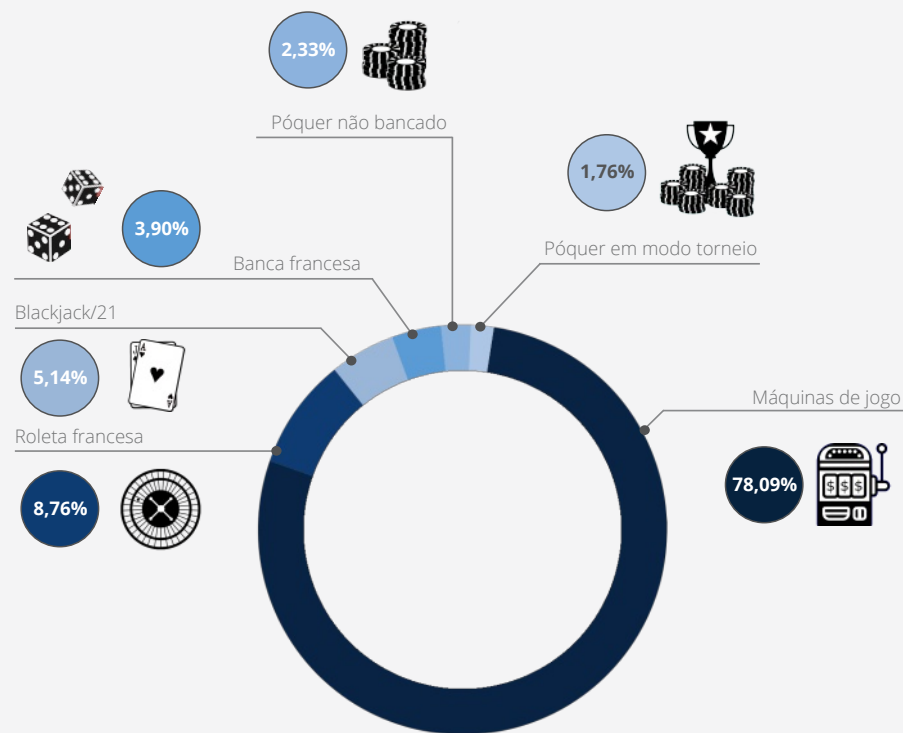 2,33%
Póquer não bancado
1,76%
Póquer em modo torneio
3,90%
Banca francesa
Blackjack/21
5,14%
Roleta francesa
8,76%
Máquinas de jogo
78,09%
$ $ $